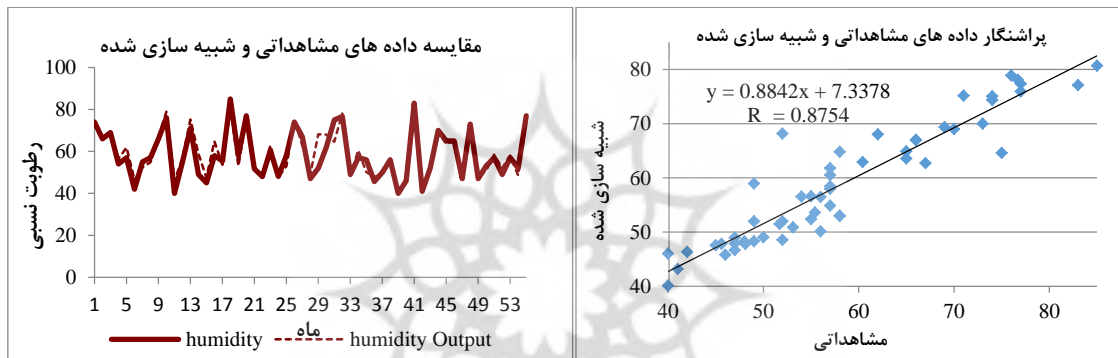 مقایسه داده های مشاهداتی و شبیه سازی شده
رطوبت نسبی
100
80
60
40
20
0
1 5 9 13 17 21 25 29 33 37 41 45 49 53
ماه
humidity
humidity Output
پراشنگار داده های مشاهداتی و شبیه سازی شده
y = 0.8842x + 7.3378
R = 0.8754
شبیه سازی شده
80
70
60
50
40
40 50 60 70 80
مشاهداتی